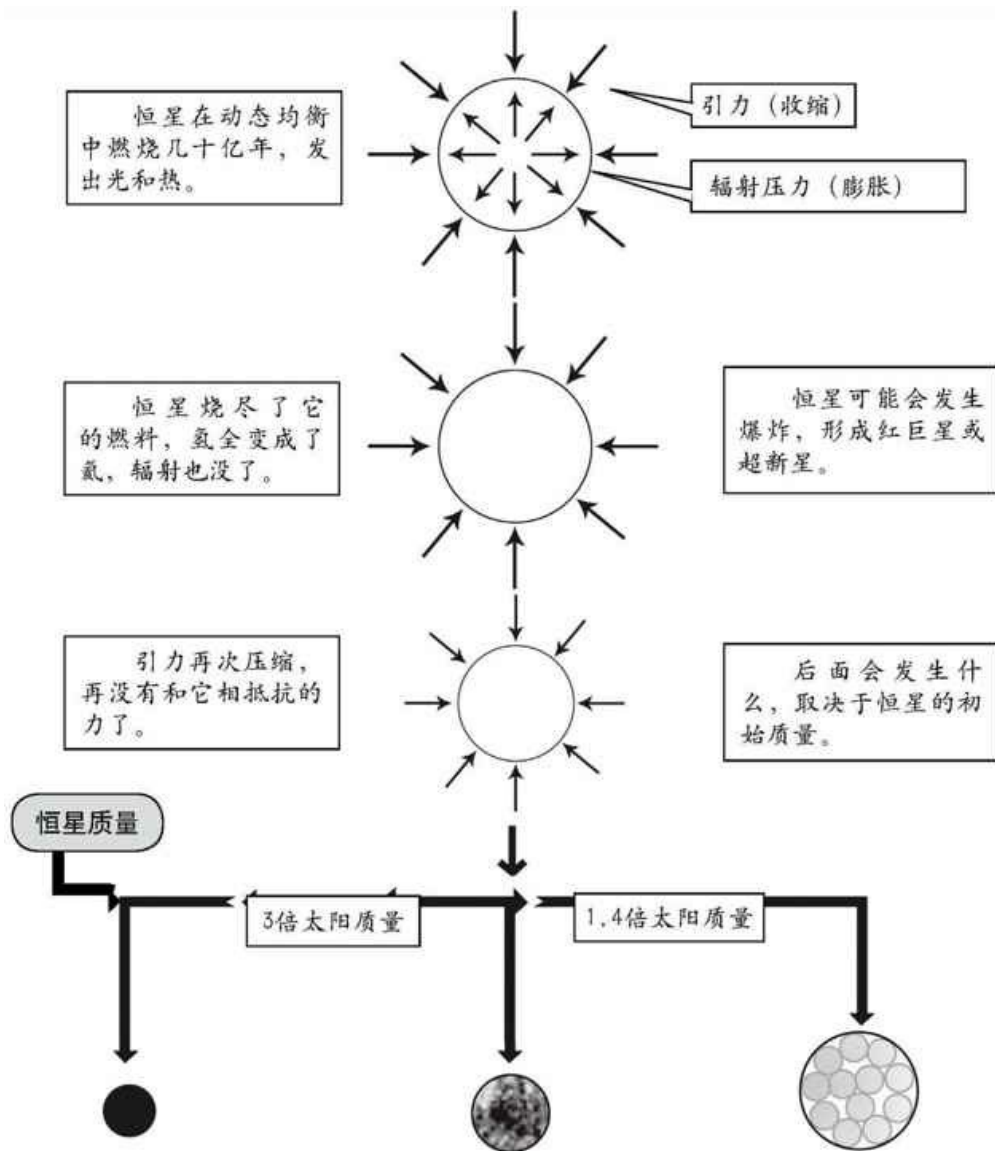 恒星在动态均衡
中燃烧几十亿年，发
出光和热。
引力（收缩）
辐射压力（膨胀）
恒星烧尽了它
的燃料，氢全变成了
氦，辐射也没了。
恒星可能会发生
爆炸，形成红巨星或
超新星。
引力再次压缩，
再没有和它相抵抗的
力了。
后面会发生什
么，取决于恒星的初
始质量。
恒星质量
3倍太阳质量
1.4倍太阳质量